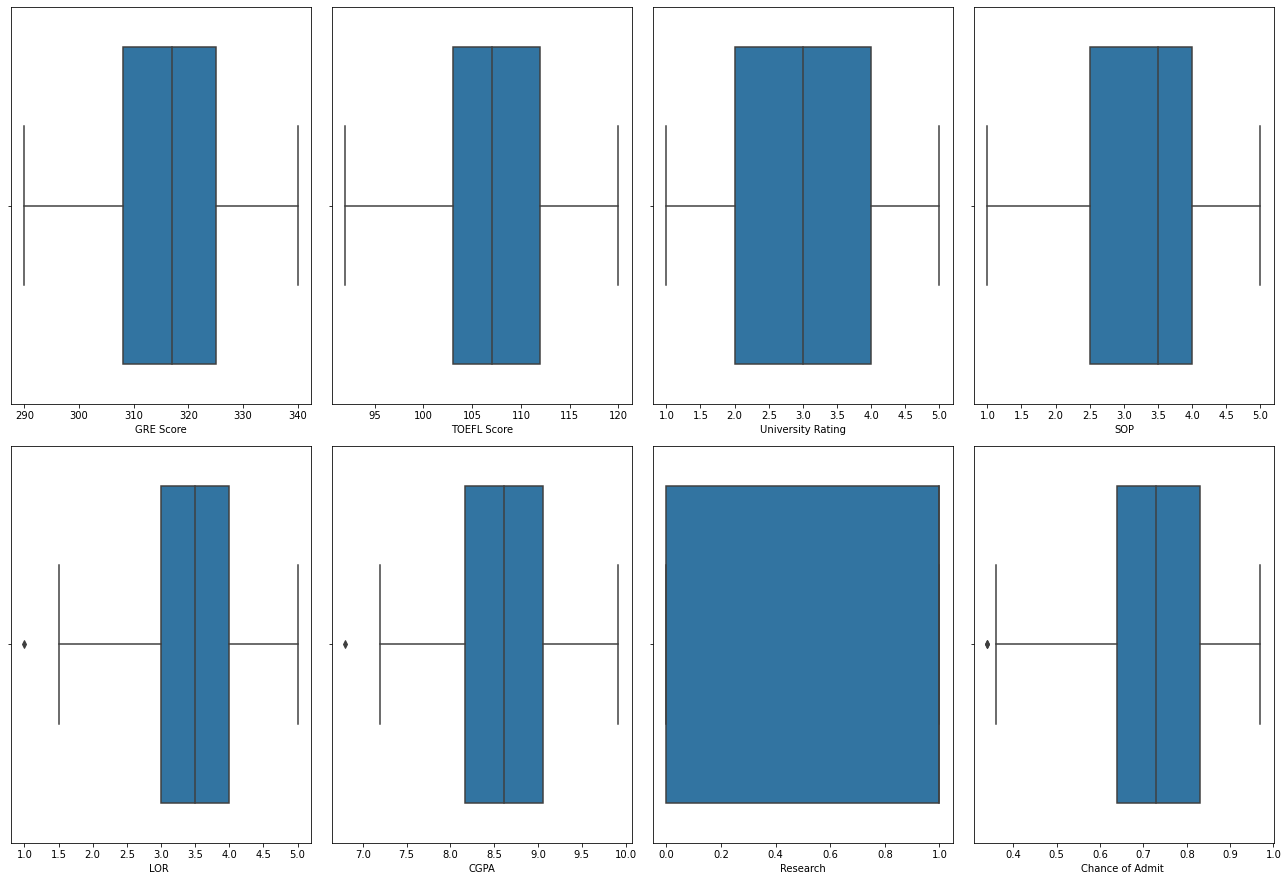 290 300 310 320 330 340
GRE Score
95 100 105 110 115 120
TOEFL Score
1.0 1.5 2.0 2.5 3.0 3.5 4.0 4.5 5.0
University Rating
1.0 1.5 2.0 2.5 3.0 3.5 4.0 4.5 5.0
SOP
1.0 1.5 2.0 2.5 3.0 3.5 4.0 4.5 5.0
LOR
7.0 7.5 8.0 8.5 9.0 9.5 10.0
CGPA
0.0 0.2 0.4 0.6 0.8 1.0
Research
0.4 0.5 0.6 0.7 0.8 0.9 1.0
Chance of Admit